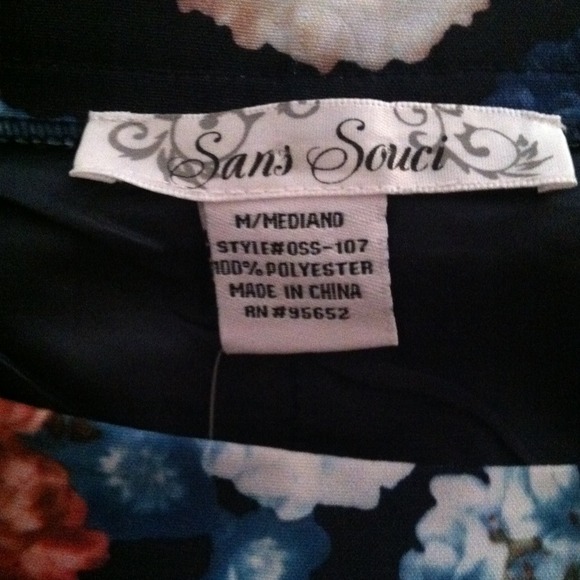 Sans Souci
M/MEDIANO
STYLE#OSS-107
100% POLYESTER
MADE IN CHINA
RN #95652